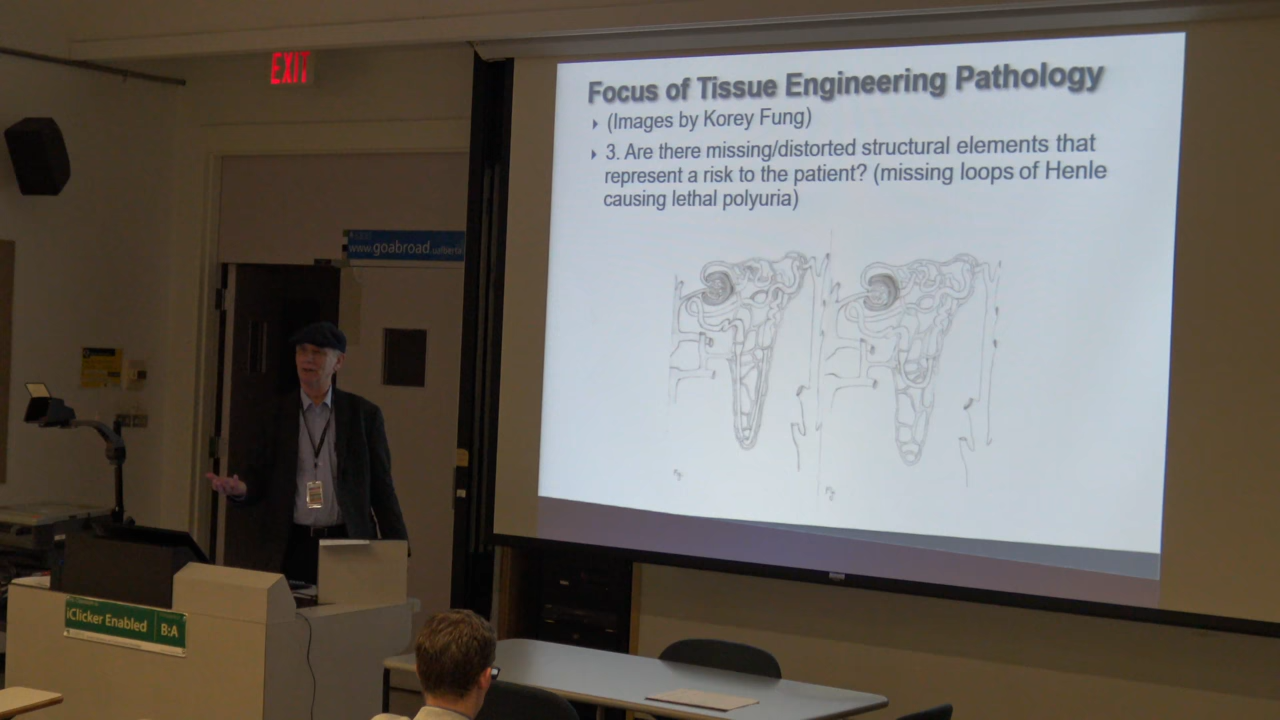 EXIT
Focus of Tissue Engineering Pathology
(Images by Korey Fung)
3. Are there missing/distorted structural elements that
represent a risk to the patient? (missing loops of Henle
causing lethal polyuria)
www.goabroad.ualberta
iClicker Enabled
B:A